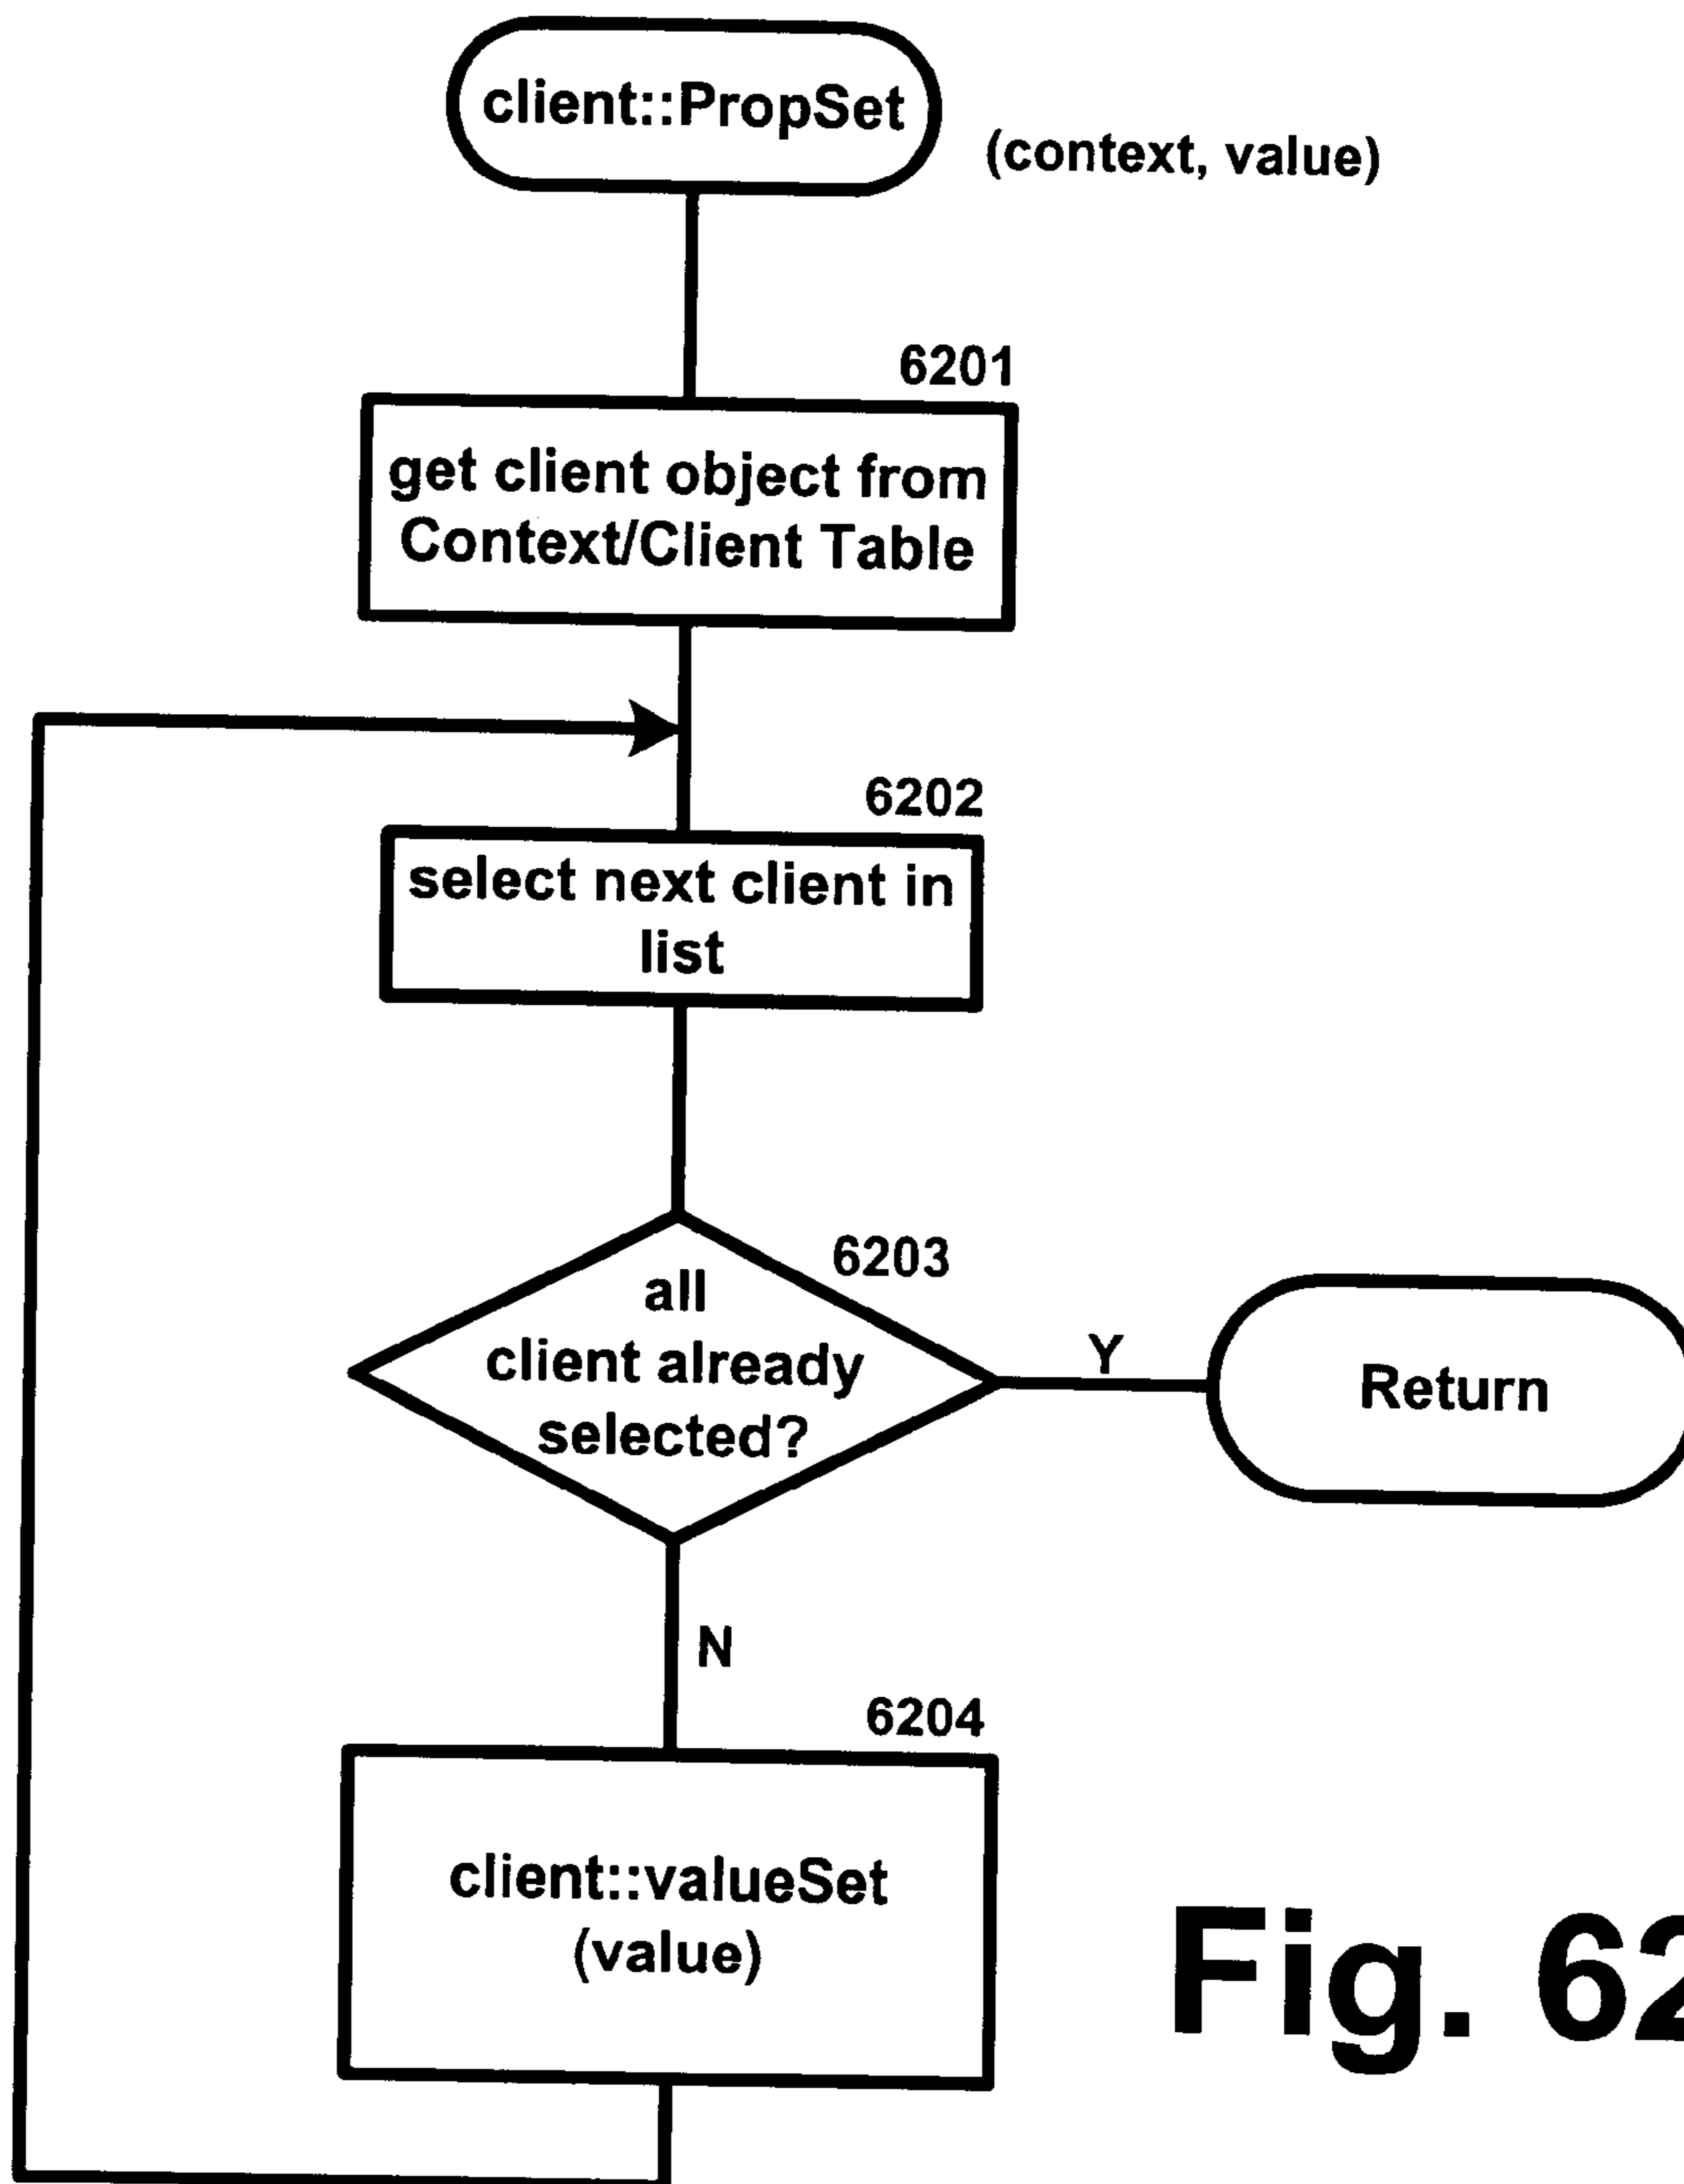 client::PropSet
(context, value)
6201
get client object from
Context/Client Table
6202
select next client in
list
6203
all
client already
selected?
Y
Return
N
6204
client::valueSet
(value)
Fig. 62